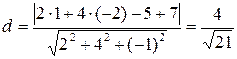 d = |2·1+4·(−2)−5+7| / √(2²+4²+(−1)²) = 4/√21